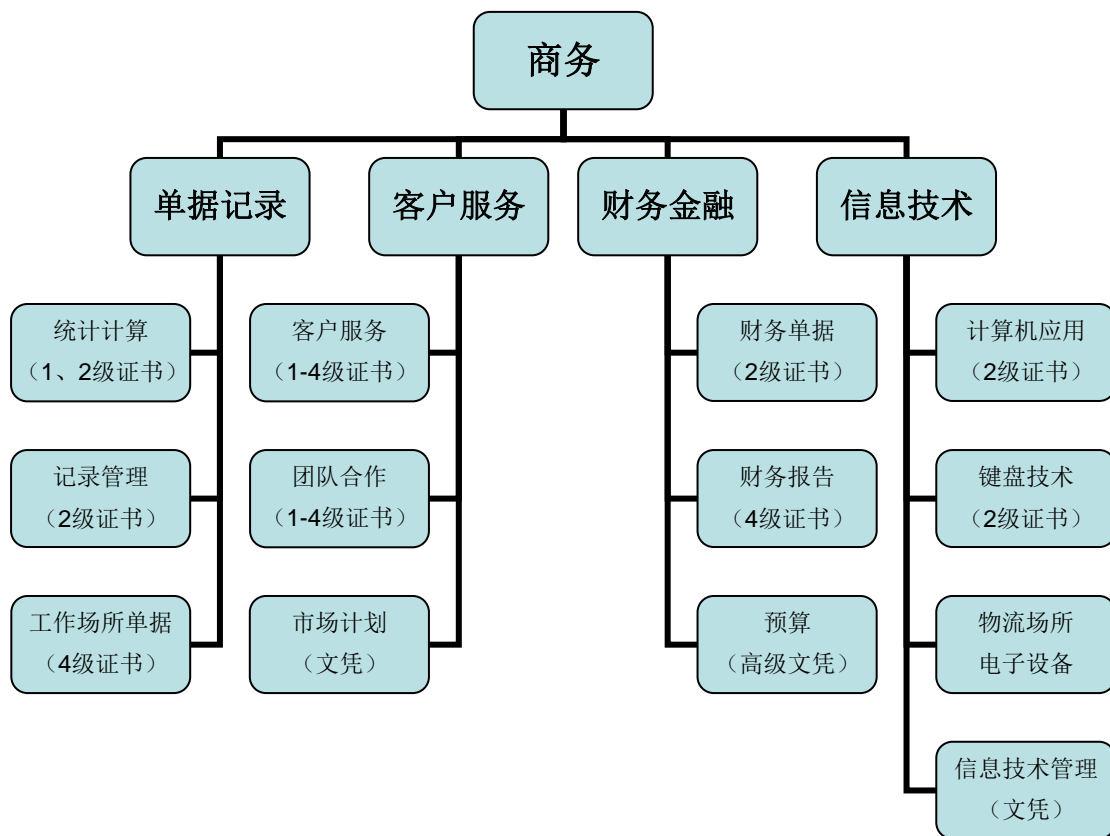 商务
单据记录
客户服务
财务金融
信息技术
统计计算
（1、2级证书）
客户服务
（1-4级证书）
财务单据
（2级证书）
计算机应用
（2级证书）
记录管理
（2级证书）
团队合作
（1-4级证书）
财务报告
（4级证书）
键盘技术
（2级证书）
工作场所单据
（4级证书）
市场计划
（文凭）
预算
（高级文凭）
物流场所
电子设备
信息技术管理
（文凭）